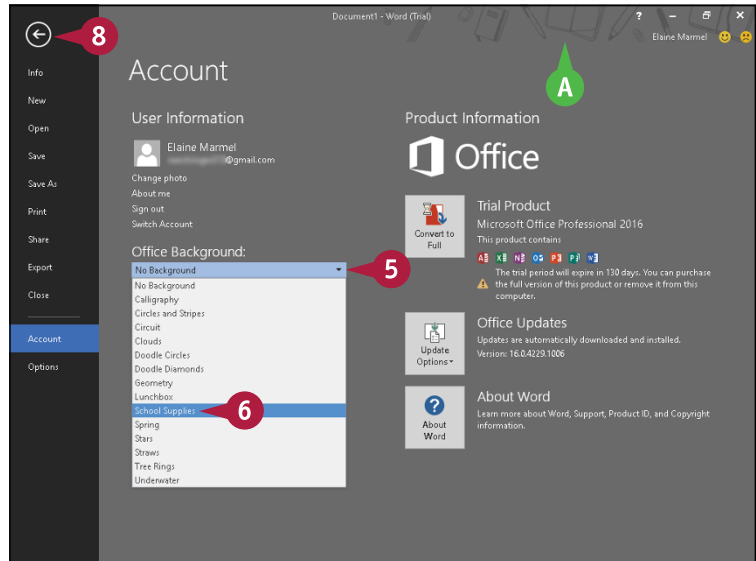 Document1 - Word (Trial)
?
Elaine Marmel
8
A
Info
New
Open
Save
Save As
Print
Share
Export
Close
Account
Options
Account
User Information
Elaine Marmel
@gmail.com
Change photo
About me
Sign out
Switch Account
Office Background:
No Background
5
No Background
Calligraphy
Circles and Stripes
Circuit
Clouds
Doodle Circles
Doodle Diamonds
Geometry
Lunchbox
School Supplies
6
Spring
Stars
Straws
Tree Rings
Underwater
Product Information
Office
Convert to
Full
Trial Product
Microsoft Office Professional 2016
This product contains
The trial period will expire in 130 days. You can purchase
the full version of this product or remove it from this
computer.
Update
Options
Office Updates
Updates are automatically downloaded and installed.
Version: 16.0.4229.1006
?
About
Word
About Word
Learn more about Word, Support, Product ID, and Copyright
information.